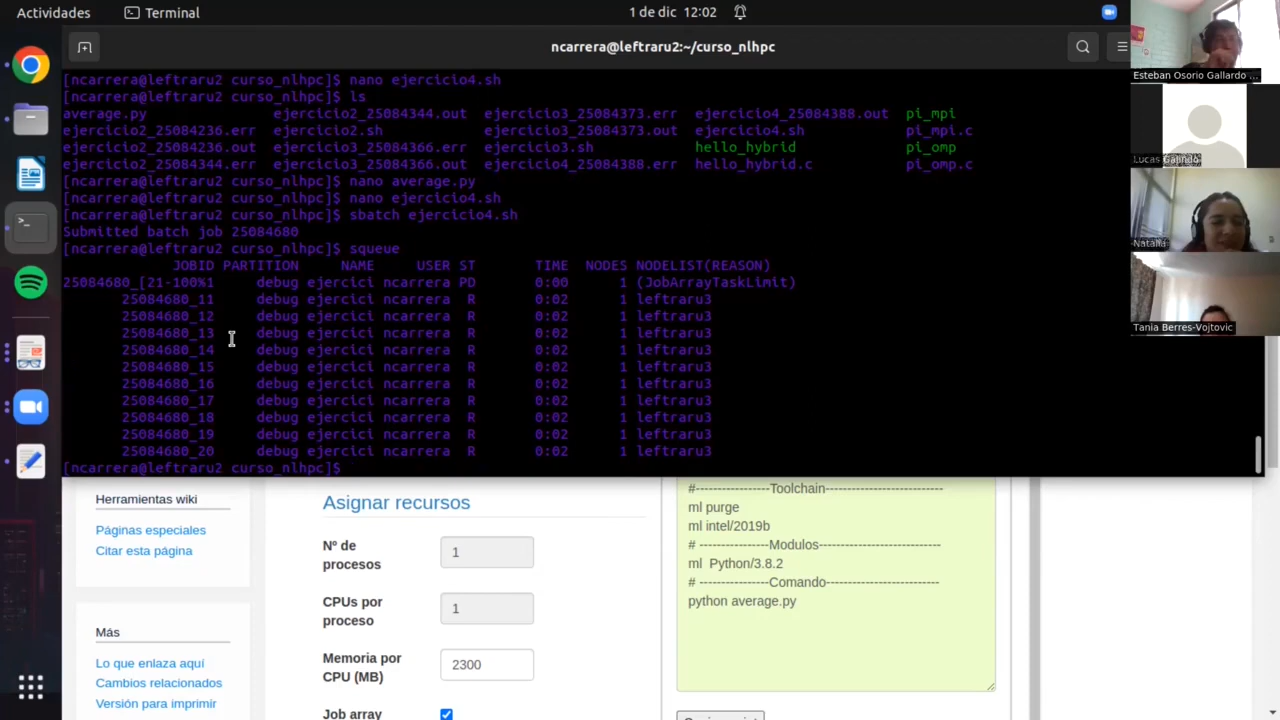 Actividades
Terminal
1 de dic 12:02
ncarrera@leftraru2:~/curso_nlhpc
[ncarrera@leftraru2 curso_nlhpc]$ nano ejercicio4.sh
[ncarrera@leftraru2 curso_nlhpc]$ ls
average.py ejercicio2_25084344.out ejercicio3_25084373.err ejercicio4_25084388.out pi_mpi
ejercicio2_25084236.err ejercicio2.sh ejercicio3_25084373.out ejercicio4.sh pi_mpi.c
ejercicio2_25084236.out ejercicio3_25084366.err ejercicio3.sh hello_hybrid pi_omp
ejercicio2_25084344.err ejercicio3_25084366.out ejercicio4_25084388.err hello_hybrid.c pi_omp.c
[ncarrera@leftraru2 curso_nlhpc]$ nano average.py
[ncarrera@leftraru2 curso_nlhpc]$ nano ejercicio4.sh
[ncarrera@leftraru2 curso_nlhpc]$ sbatch ejercicio4.sh
Submitted batch job 25084680
[ncarrera@leftraru2 curso_nlhpc]$ squeue
JOBID PARTITION NAME USER ST TIME NODES NODELIST(REASON)
25084680_[21-100%1 debug ejercici ncarrera PD 0:00 1 (JobArrayTaskLimit)
25084680_11 debug ejercici ncarrera R 0:02 1 leftraru3
25084680_12 debug ejercici ncarrera R 0:02 1 leftraru3
25084680_13 debug ejercici ncarrera R 0:02 1 leftraru3
25084680_14 debug ejercici ncarrera R 0:02 1 leftraru3
25084680_15 debug ejercici ncarrera R 0:02 1 leftraru3
25084680_16 debug ejercici ncarrera R 0:02 1 leftraru3
25084680_17 debug ejercici ncarrera R 0:02 1 leftraru3
25084680_18 debug ejercici ncarrera R 0:02 1 leftraru3
25084680_19 debug ejercici ncarrera R 0:02 1 leftraru3
25084680_20 debug ejercici ncarrera R 0:02 1 leftraru3
[ncarrera@leftraru2 curso_nlhpc]$
Esteban Osorio Gallardo ...
Lucas Galindo
Natalia
Tania Berres-Vojtovic
Herramientas wiki
Páginas especiales
Citar esta página
Más
Lo que enlaza aquí
Cambios relacionados
Versión para imprimir
Asignar recursos
Nº de procesos
1
CPUs por proceso
1
Memoria por CPU (MB)
2300
Job array
#-----------------Toolchain---------------------------
ml purge
ml intel/2019b
# ----------------Modulos----------------------------
ml  Python/3.8.2
# ----------------Comando--------------------------
python average.py